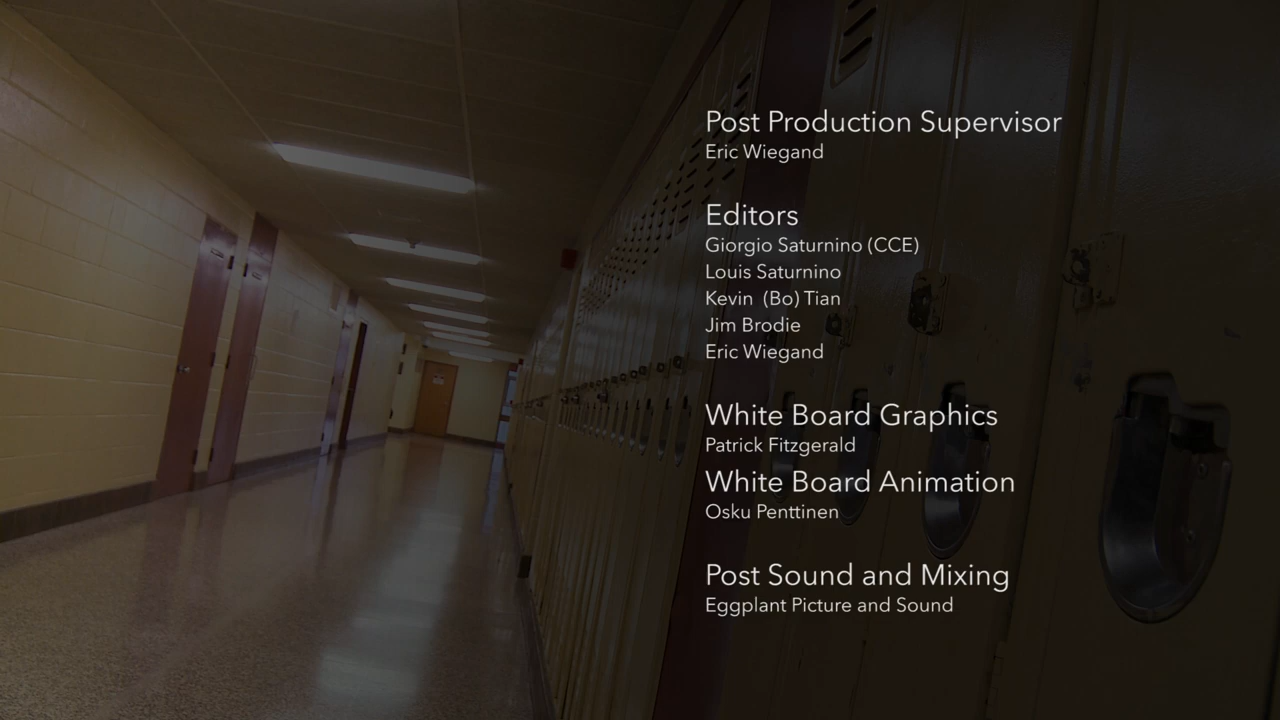 Post Production Supervisor
Eric Wiegand
Editors
Giorgio Saturnino (CCE)
Louis Saturnino
Kevin  (Bo) Tian
Jim Brodie
Eric Wiegand
White Board Graphics
Patrick Fitzgerald
White Board Animation
Osku Penttinen
Post Sound and Mixing
Eggplant Picture and Sound